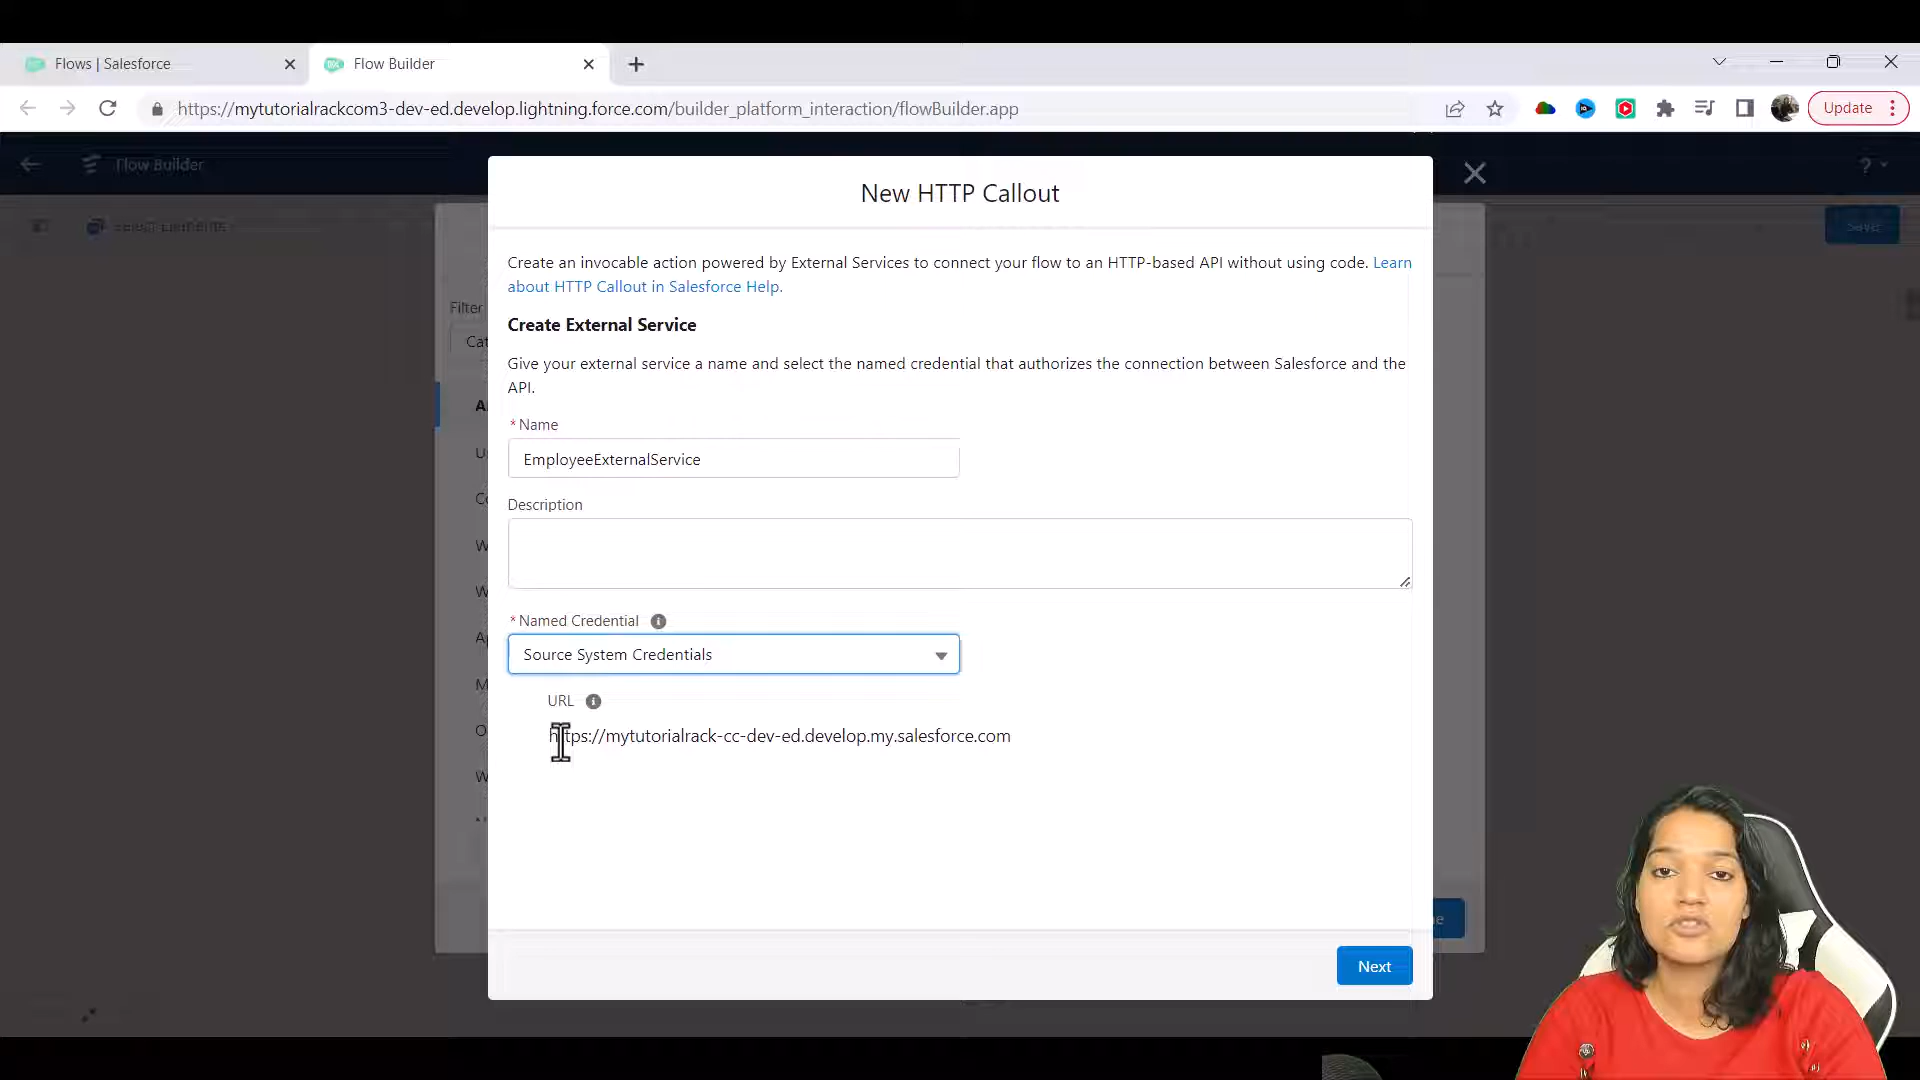 Flows | Salesforce
Flow Builder
https://mytutorialrackcom3-dev-ed.develop.lightning.force.com/builder_platform_interaction/flowBuilder.app
Update
Flow Builder
?
Select Elements
Save
New HTTP Callout
Create an invocable action powered by External Services to connect your flow to an HTTP-based API without using code. Learn
about HTTP Callout in Salesforce Help.
Filter
Create External Service
Give your external service a name and select the named credential that authorizes the connection between Salesforce and the
API.
* Name
EmployeeExternalService
Description
* Named Credential
Source System Credentials
URL
https://mytutorialrack-cc-dev-ed.develop.my.salesforce.com
Next